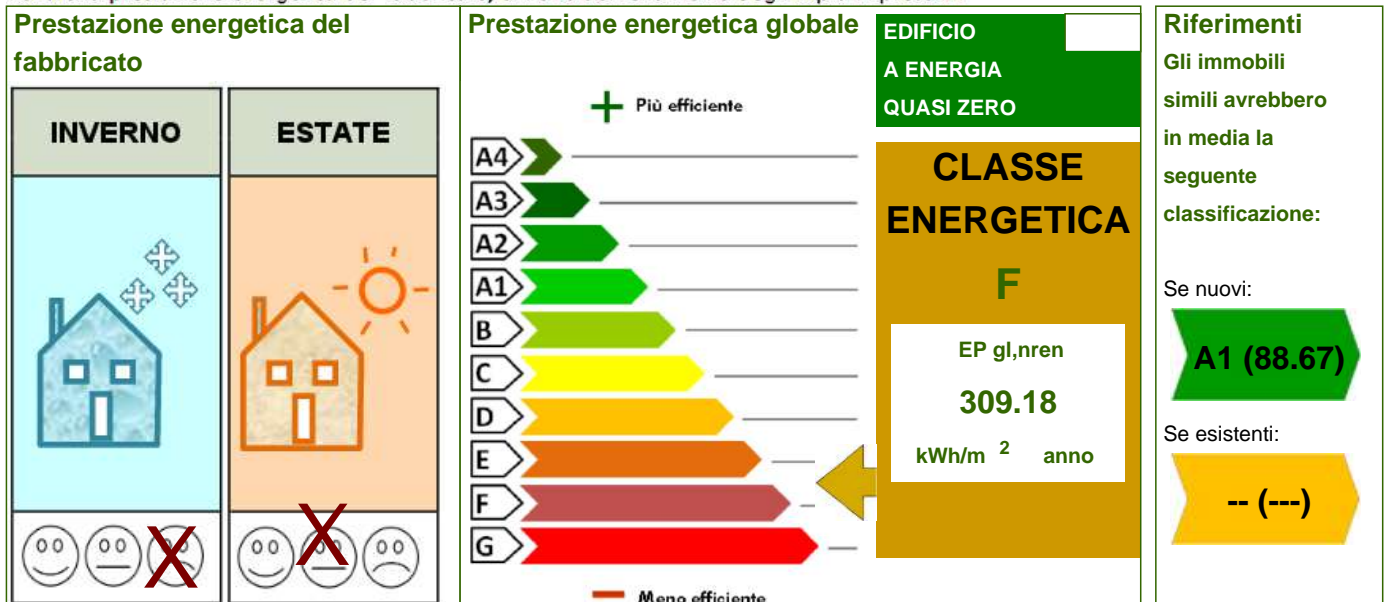 Prestazione energetica del
fabbricato
INVERNO
ESTATE
X
X
Prestazione energetica globale
Più efficiente
A4
A3
A2
A1
B
C
D
E
F
G
Meno efficiente
EDIFICIO
A ENERGIA
QUASI ZERO
CLASSE
ENERGETICA
F
EP gl,nren
309.18
kWh/m 2 anno
Riferimenti
Gli immobili
simili avrebbero
in media la
seguente
classificazione:
Se nuovi:
A1 (88.67)
Se esistenti:
-- (---)